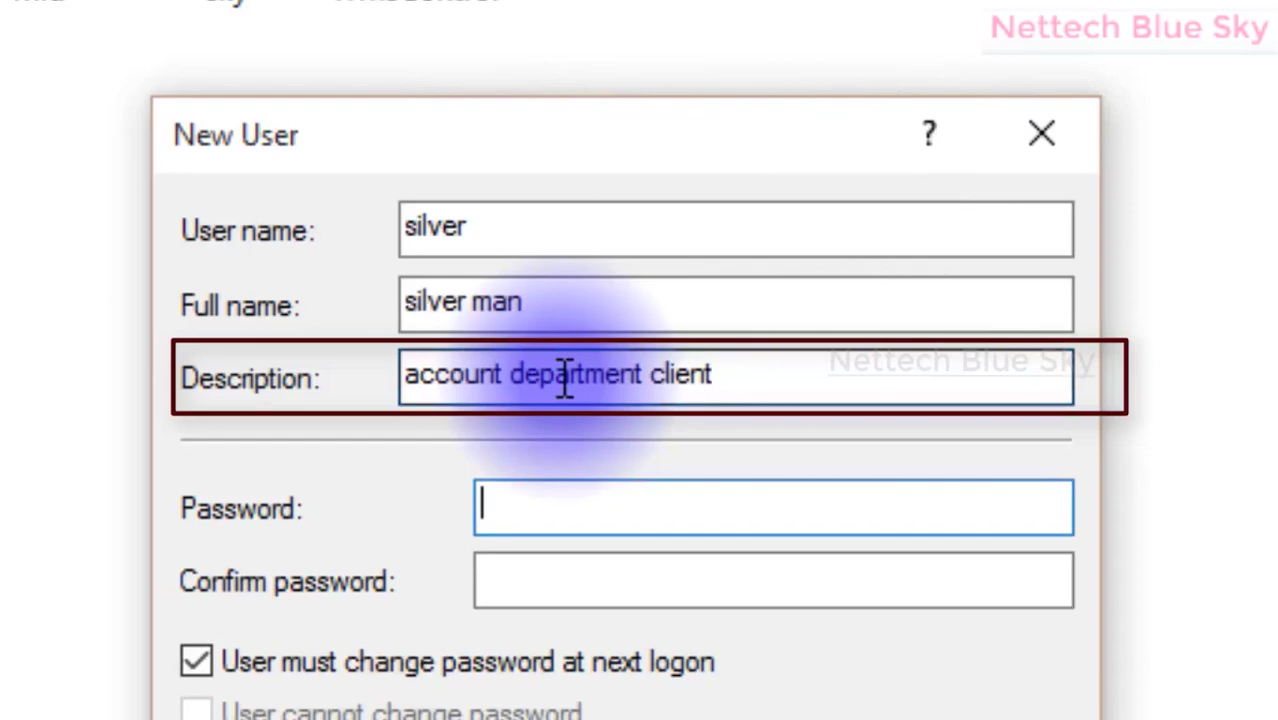 Nettech Blue Sky
New User
User name: silver
Full name: silver man
Description: account department client
Nettech Blue Sky
Password:
Confirm password:
User must change password at next logon
User cannot change password